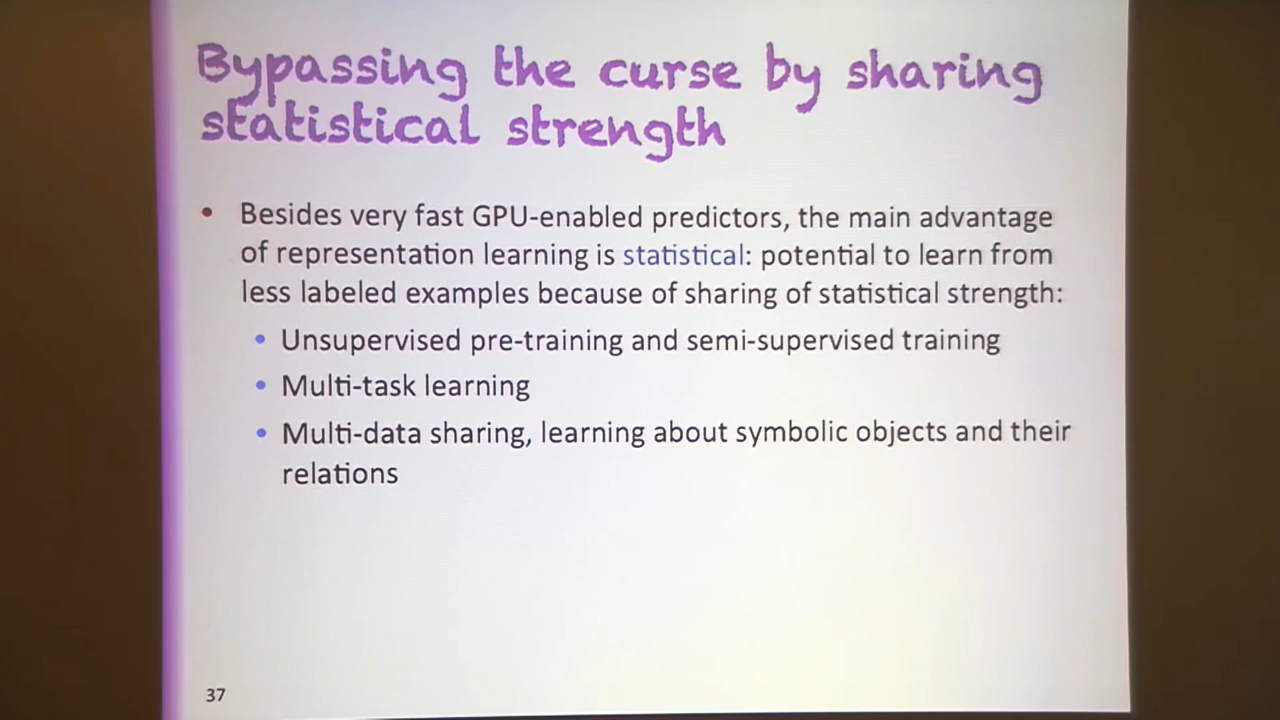 Bypassing the curse by sharing
statistical strength
• Besides very fast GPU-enabled predictors, the main advantage
of representation learning is statistical: potential to learn from
less labeled examples because of sharing of statistical strength:
• Unsupervised pre-training and semi-supervised training
• Multi-task learning
• Multi-data sharing, learning about symbolic objects and their
relations
37